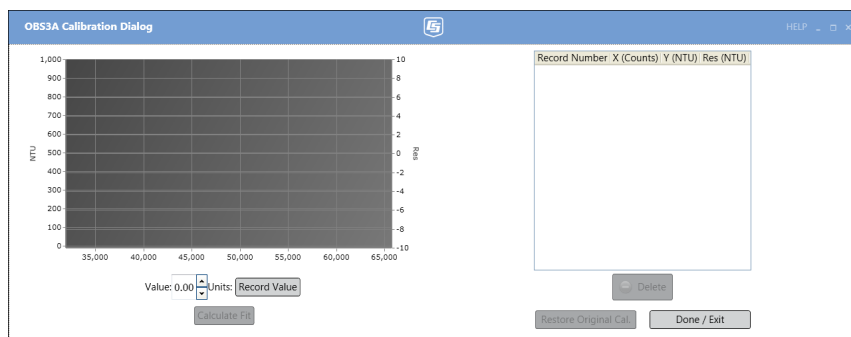 OBS3A Calibration Dialog
HELP
1,000
900
800
700
600
500
400
300
200
100
0
NTU
10
8
6
4
2
0
-2
-4
-6
-8
-10
Res
35,000 40,000 45,000 50,000 55,000 60,000 65,000
Value: 0.00 Units: Record Value
Calculate Fit
Record Number X (Counts) Y (NTU) Res (NTU)
Delete
Restore Original Cal. Done / Exit